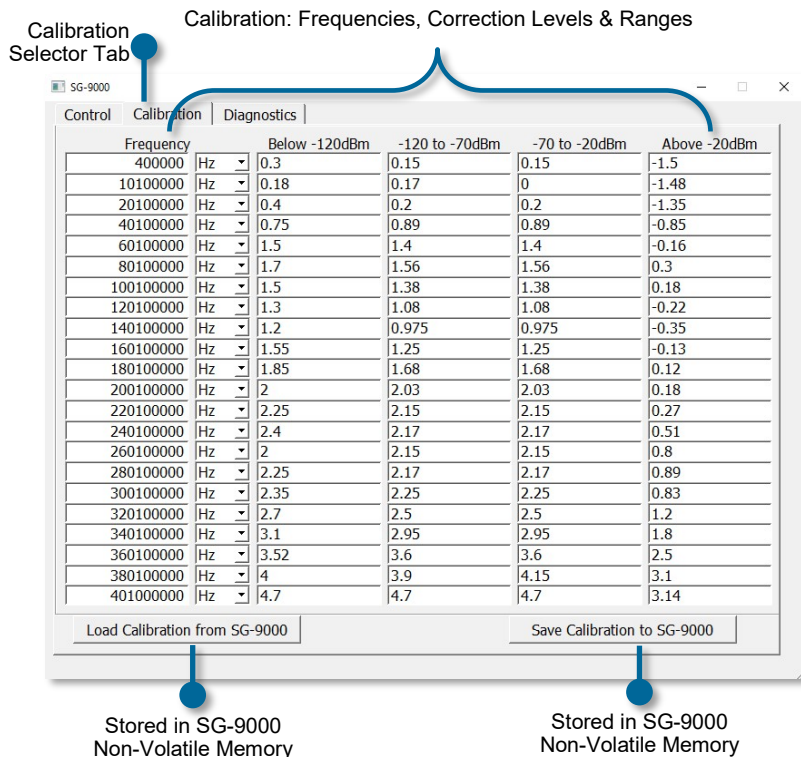 Calibration: Frequencies, Correction Levels & Ranges
Calibration
Selector Tab
SG-9000
Control Calibration Diagnostics
Frequency Below -120dBm -120 to -70dBm -70 to -20dBm Above -20dBm
400000 Hz 0.3 0.15 0.15 -1.5
10100000 Hz 0.18 0.17 0 -1.48
20100000 Hz 0.4 0.2 0.2 -1.35
40100000 Hz 0.75 0.89 0.89 -0.85
60100000 Hz 1.5 1.4 1.4 -0.16
80100000 Hz 1.7 1.56 1.56 0.3
100100000 Hz 1.5 1.38 1.38 0.18
120100000 Hz 1.3 1.08 1.08 -0.22
140100000 Hz 1.2 0.975 0.975 -0.35
160100000 Hz 1.55 1.25 1.25 -0.13
180100000 Hz 1.85 1.68 1.68 0.12
200100000 Hz 2 2.03 2.03 0.18
220100000 Hz 2.25 2.15 2.15 0.27
240100000 Hz 2.4 2.17 2.17 0.51
260100000 Hz 2 2.15 2.15 0.8
280100000 Hz 2.25 2.17 2.17 0.89
300100000 Hz 2.35 2.25 2.25 0.83
320100000 Hz 2.7 2.5 2.5 1.2
340100000 Hz 3.1 2.95 2.95 1.8
360100000 Hz 3.52 3.6 3.6 2.5
380100000 Hz 4 3.9 4.15 3.1
401000000 Hz 4.7 4.7 4.7 3.14
Load Calibration from SG-9000 Save Calibration to SG-9000
Stored in SG-9000
Non-Volatile Memory
Stored in SG-9000
Non-Volatile Memory